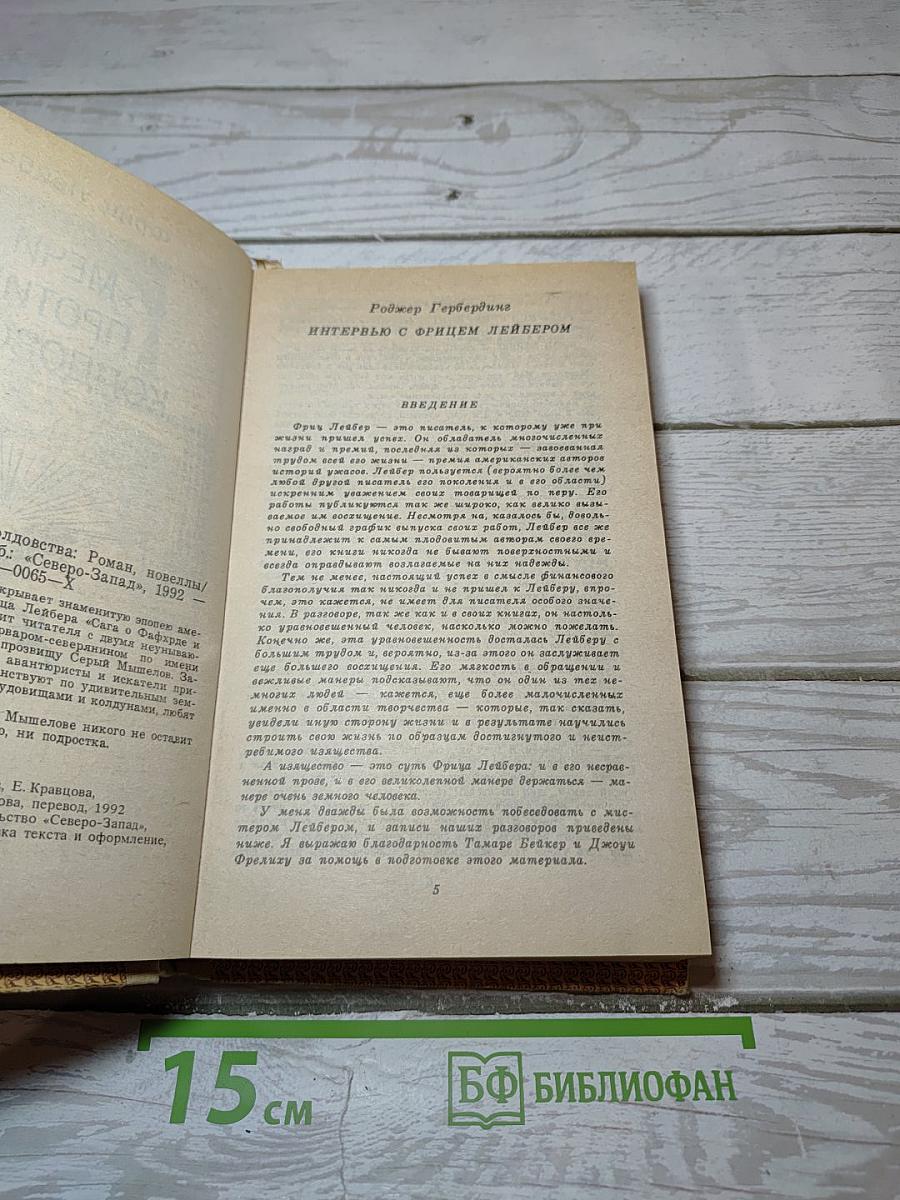 олдовства: Роман, новеллы/
б.: «Северо-Запад», 1992 —
—0065—X
крывает знаменитую эпопею аме-
ца Лейбера «Сага о Фафхрде и
ит читателя с двумя неунываю-
оваром-северянином по имени
прозвищу Серый Мышелов. За-
авантюристы и искатели при-
нствуют по удивительным зем-
удовищами и колдунами, любят
Мышелове никого не оставит
о, ни подростка.
, Е. Кравцова,
ова, перевод, 1992
льство «Северо-Запад»,
вка текста и оформление,
Роджер Гербердинг
ИНТЕРВЬЮ С ФРИЦЕМ ЛЕЙБЕРОМ
ВВЕДЕНИЕ
Фриц Лейбер — это писатель, к которому уже при
жизни пришел успех. Он обладатель многочисленных
наград и премий, последняя из которых — завоеванная
трудом всей его жизни — премия американских авторов
историй ужасов. Лейбер пользуется (вероятно более чем
любой другой писатель его поколения и в его области)
искренним уважением своих товарищей по перу. Его
работы публикуются так же широко, как велико вызы-
ваемое им восхищение. Несмотря на, казалось бы, доволь-
но свободный график выпуска своих работ, Лейбер все же
принадлежит к самым плодовитым авторам своего вре-
мени, его книги никогда не бывают поверхностными и
всегда оправдывают возлагаемые на них надежды.
Тем не менее, настоящий успех в смысле финансового
благополучия так никогда и не пришел к Лейберу, впро-
чем, это кажется, не имеет для писателя особого значе-
ния. В разговоре, так же как и в своих книгах, он настоль-
ко уравновешенный человек, насколько можно пожелать.
Конечно же, эта уравновешенность досталась Лейберу с
большим трудом и, вероятно, из-за этого он заслуживает
еще большего восхищения. Его мягкость в обращении и
вежливые манеры подсказывают, что он один из тех не-
многих людей — кажется, еще более малочисленных
именно в области творчества — которые, так сказать,
увидели иную сторону жизни и в результате научились
строить свою жизнь по образцам достигнутого и неист-
ребимого изящества.
А изящество — это суть Фрица Лейбера: и в его несрав-
ненной прозе, и в его великолепной манере держаться — ма-
нере очень земного человека.
У меня дважды была возможность побеседовать с мис-
тером Лейбером, и записи наших разговоров приведены
ниже. Я выражаю благодарность Тамаре Бейкер и Джоуи
Фрелиху за помощь в подготовке этого материала.
5
15 см
БФ БИБЛИОФАН